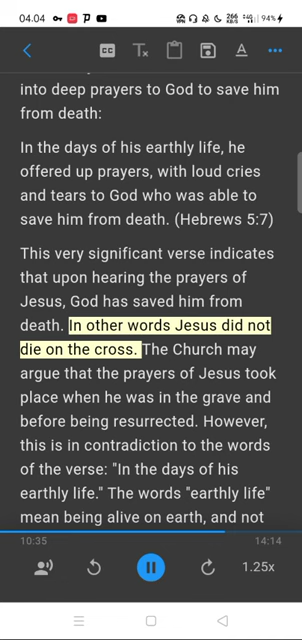 04.04
266 KB/S
94%
CC
into deep prayers to God to save him
from death:
In the days of his earthly life, he
offered up prayers, with loud cries
and tears to God who was able to
save him from death. (Hebrews 5:7)
This very significant verse indicates
that upon hearing the prayers of
Jesus, God has saved him from
death. In other words Jesus did not
die on the cross. The Church may
argue that the prayers of Jesus took
place when he was in the grave and
before being resurrected. However,
this is in contradiction to the words
of the verse: "In the days of his
earthly life." The words "earthly life"
mean being alive on earth, and not
10:35
14:14
1.25x